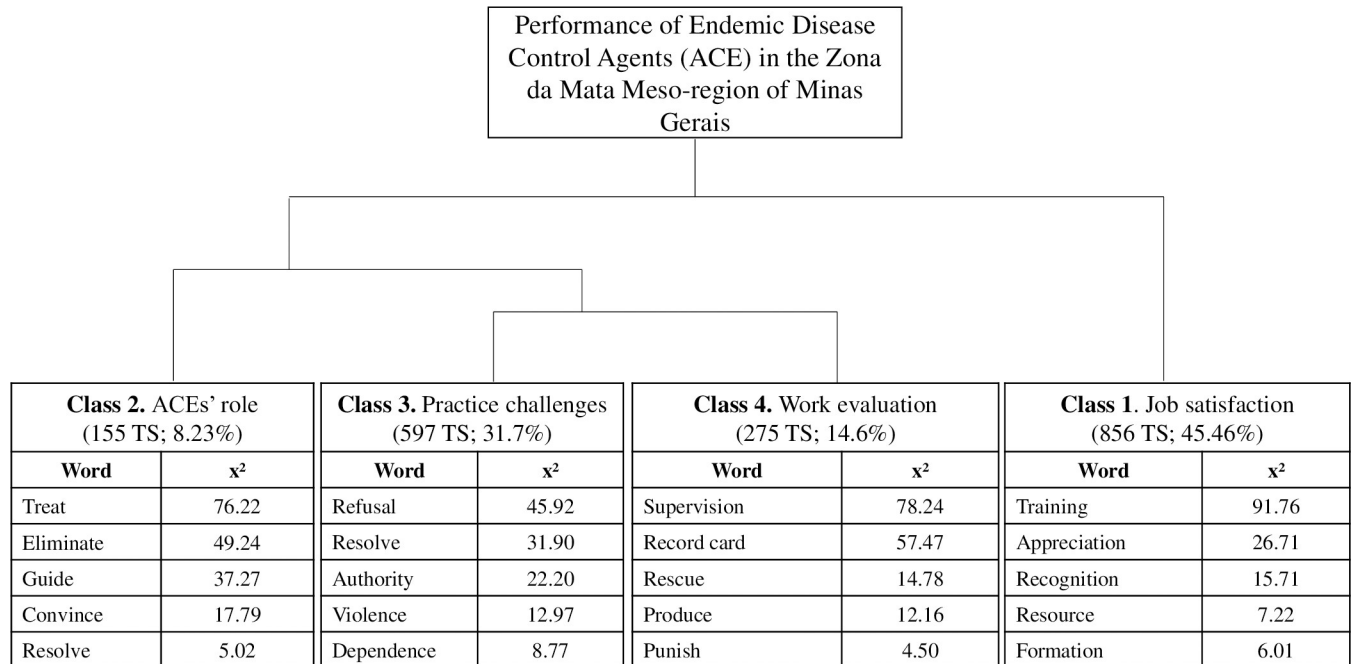 Performance of Endemic Disease
Control Agents (ACE) in the Zona
da Mata Meso-region of Minas
Gerais
Class 2. ACEs' role
(155 TS; 8.23%)
Word x²
Treat 76.22
Eliminate 49.24
Guide 37.27
Convince 17.79
Resolve 5.02
Class 3. Practice challenges
(597 TS; 31.7%)
Word x²
Refusal 45.92
Resolve 31.90
Authority 22.20
Violence 12.97
Dependence 8.77
Class 4. Work evaluation
(275 TS; 14.6%)
Word x²
Supervision 78.24
Record card 57.47
Rescue 14.78
Produce 12.16
Punish 4.50
Class 1. Job satisfaction
(856 TS; 45.46%)
Word x²
Training 91.76
Appreciation 26.71
Recognition 15.71
Resource 7.22
Formation 6.01